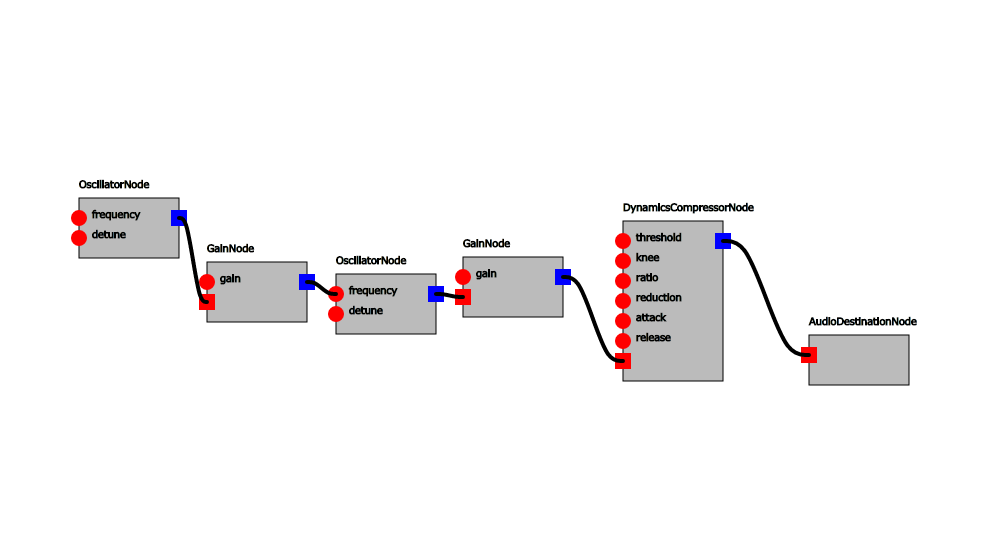 OscillatorNode
frequency
detune
GainNode
gain
OscillatorNode
frequency
detune
GainNode
gain
DynamicsCompressorNode
threshold
knee
ratio
reduction
attack
release
AudioDestinationNode